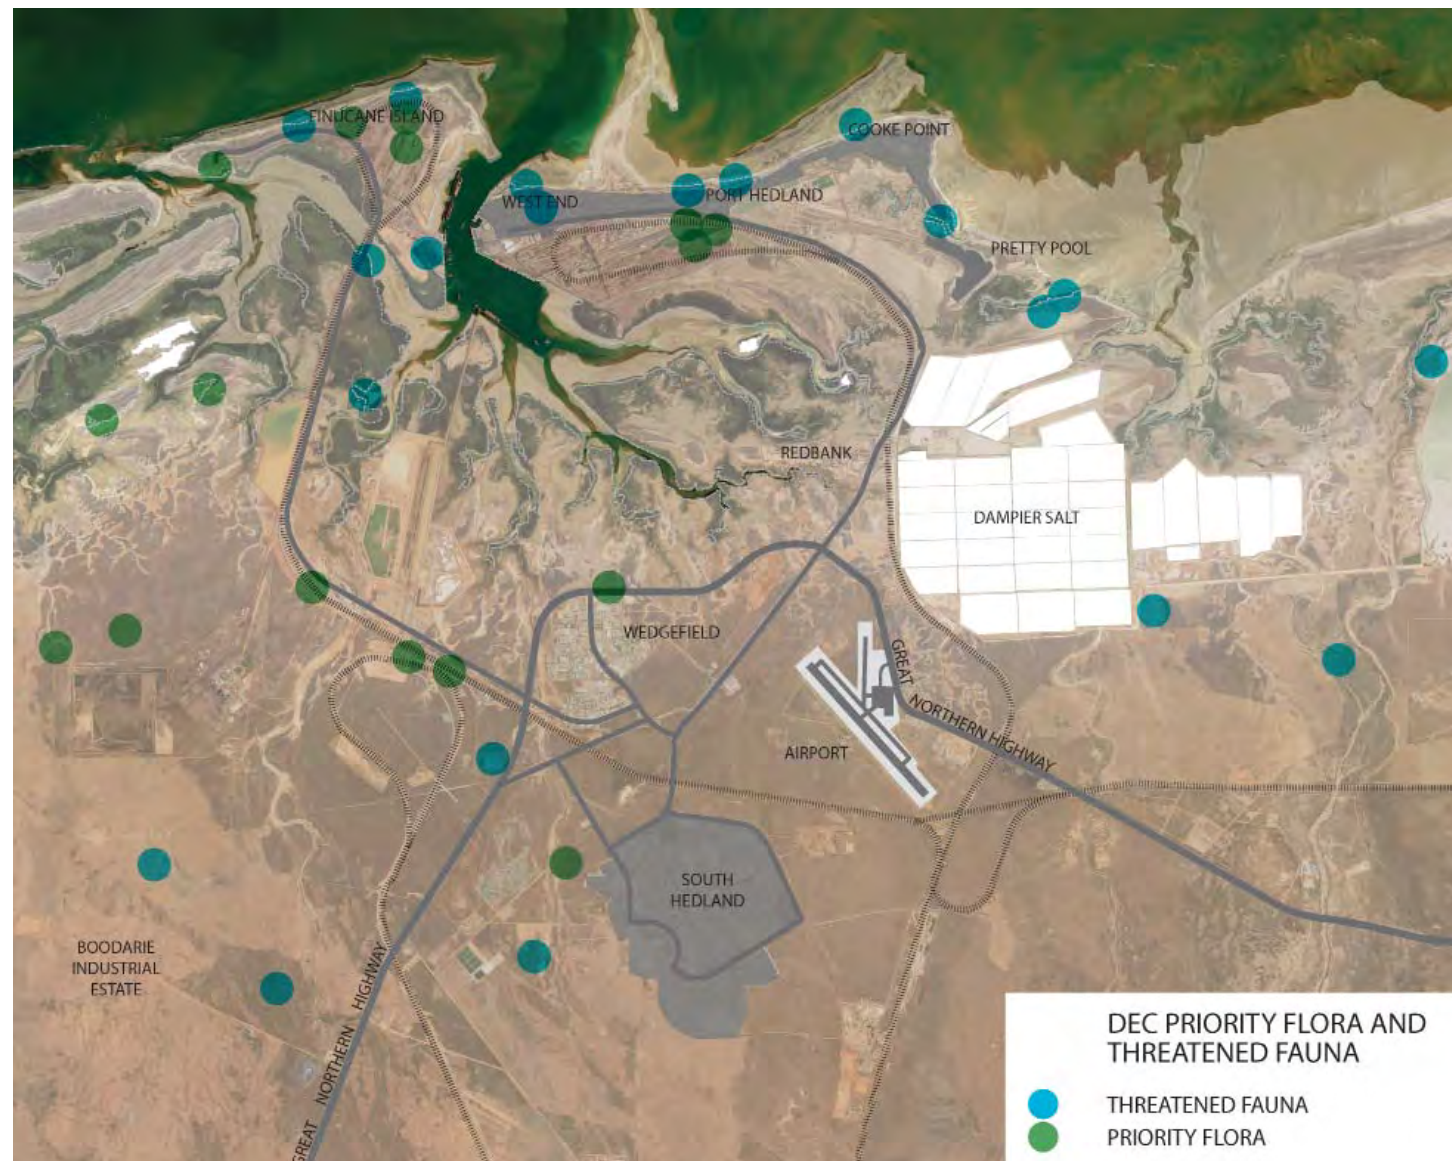 FINUCANE ISLAND
COOKE POINT
WEST END
PORT HEDLAND
PRETTY POOL
REDBANK
DAMPIER SALT
WEDGEFIELD
GREAT
NORTHERN HIGHWAY
AIRPORT
SOUTH
HEDLAND
BOODARIE
INDUSTRIAL
ESTATE
GREAT NORTHERN HIGHWAY
DEC PRIORITY FLORA AND
THREATENED FAUNA
THREATENED FAUNA
PRIORITY FLORA